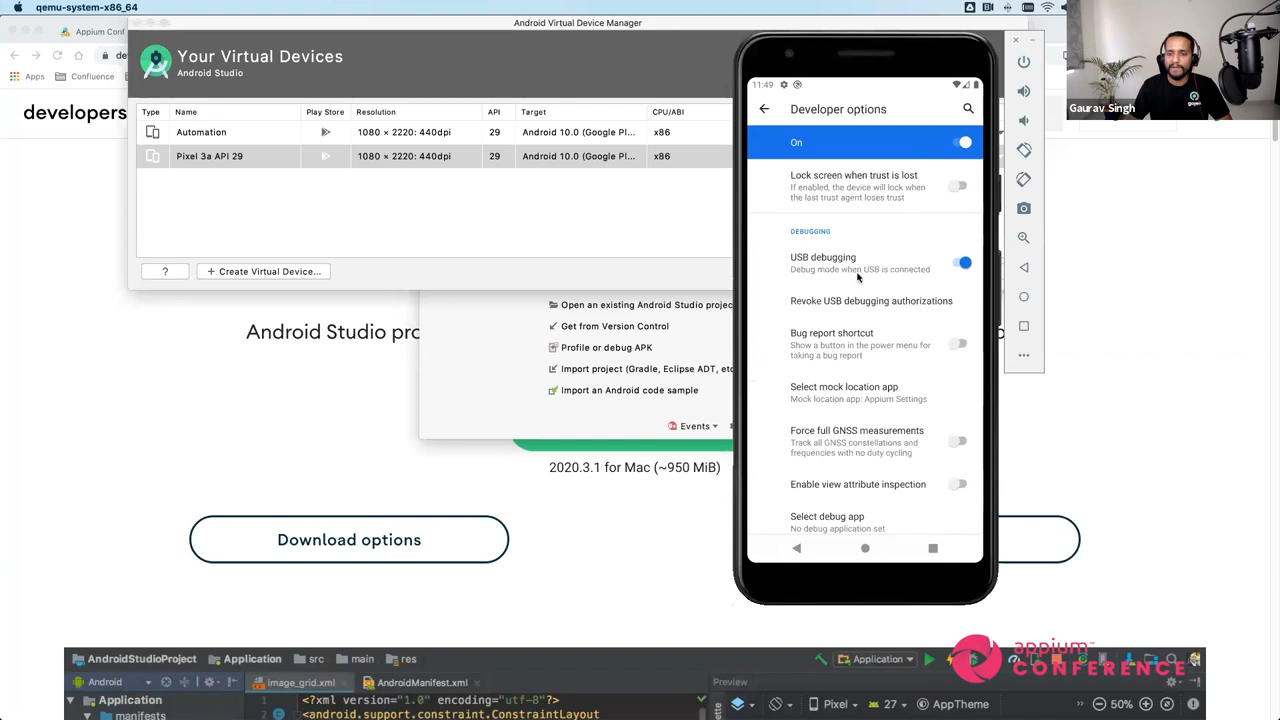 qemu-system-x86_64
Appium Conf
Apps
Confluence
developers
Android Virtual Device Manager
Your Virtual Devices
Android Studio
Type Name Play Store Resolution API Target CPU/ABI
Automation 1080 × 2220: 440dpi 29 Android 10.0 (Google Pl... x86
Pixel 3a API 29 1080 × 2220: 440dpi 29 Android 10.0 (Google Pl... x86
? + Create Virtual Device...
Android Studio pro
Open an existing Android Studio projec
Get from Version Control
Profile or debug APK
Import project (Gradle, Eclipse ADT, etc
Import an Android code sample
Events
2020.3.1 for Mac (~950 MiB)
Download options
11:49
Developer options
On
Lock screen when trust is lost
If enabled, the device will lock when
the last trust agent loses trust
DEBUGGING
USB debugging
Debug mode when USB is connected
Revoke USB debugging authorizations
Bug report shortcut
Show a button in the power menu for
taking a bug report
Select mock location app
Mock location app: Appium Settings
Force full GNSS measurements
Track all GNSS constellations and
frequencies with no duty cycling
Enable view attribute inspection
Select debug app
No debug application set
Gaurav Singh
AndroidStudioProject Application src main res
Application
appium™
CONFERENCE
Android
image_grid.xml
AndroidManifest.xml
Preview
Application
manifests
1 <?xml version="1.0" encoding="utf-8"?>
2 <android.support.constraint.ConstraintLayout
Pixel 27 AppTheme 50%